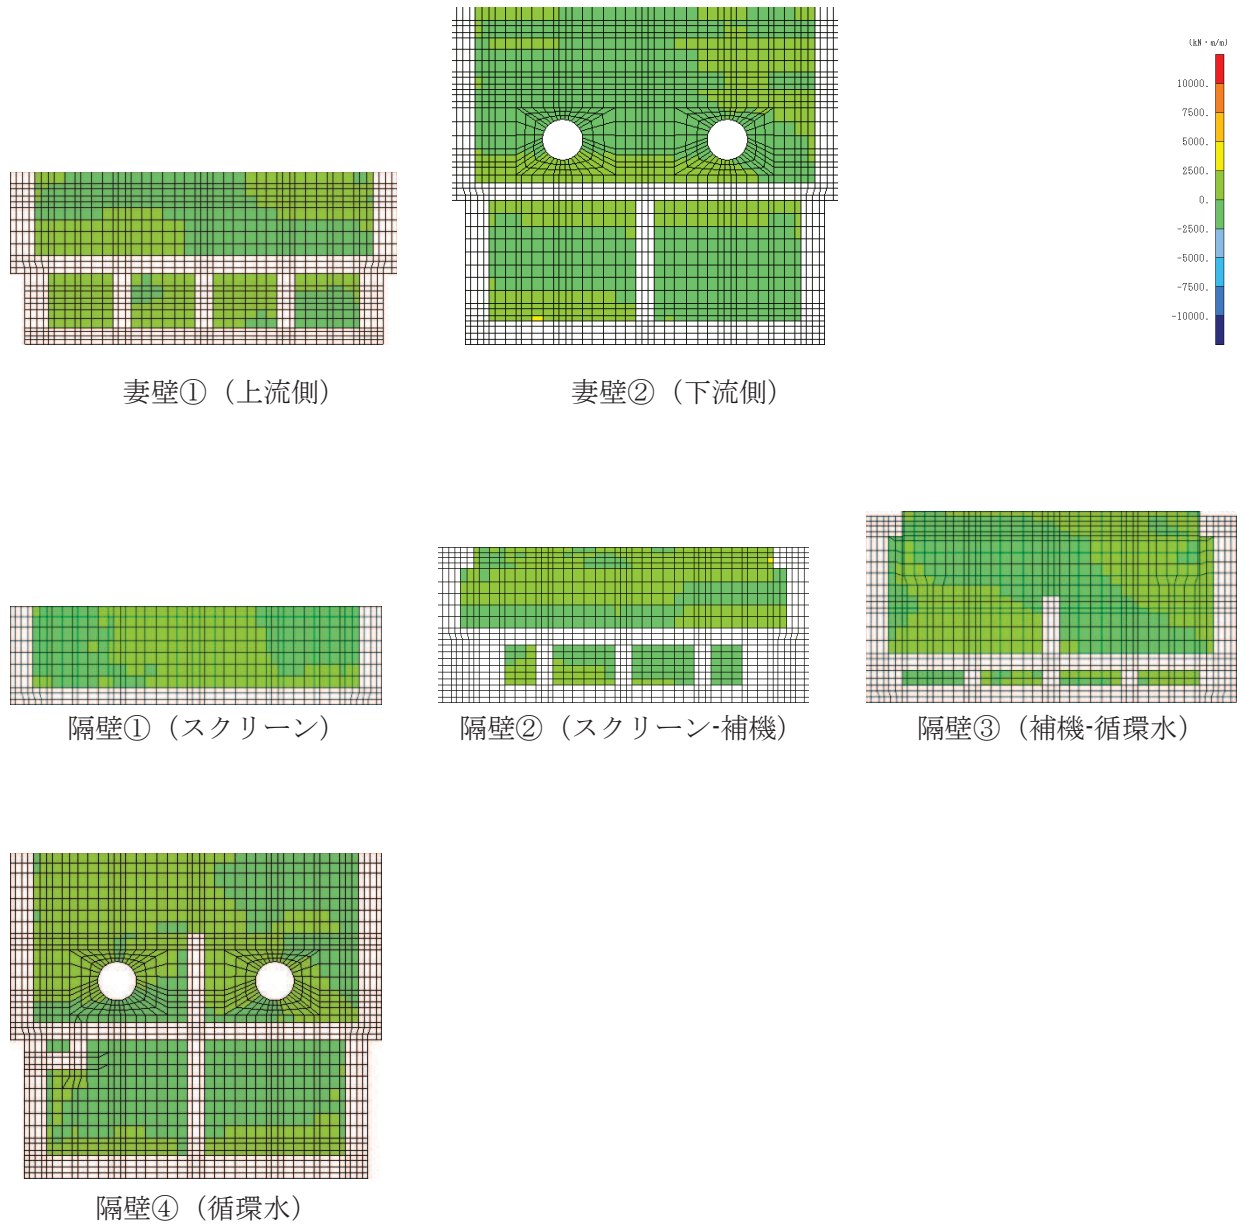 (kN・m/m)
10000.
7500.
5000.
2500.
0.
-2500.
-5000.
-7500.
-10000.
妻壁①（上流側）
妻壁②（下流側）
隔壁①（スクリーン）
隔壁②（スクリーン-補機）
隔壁③（補機-循環水）
隔壁④（循環水）